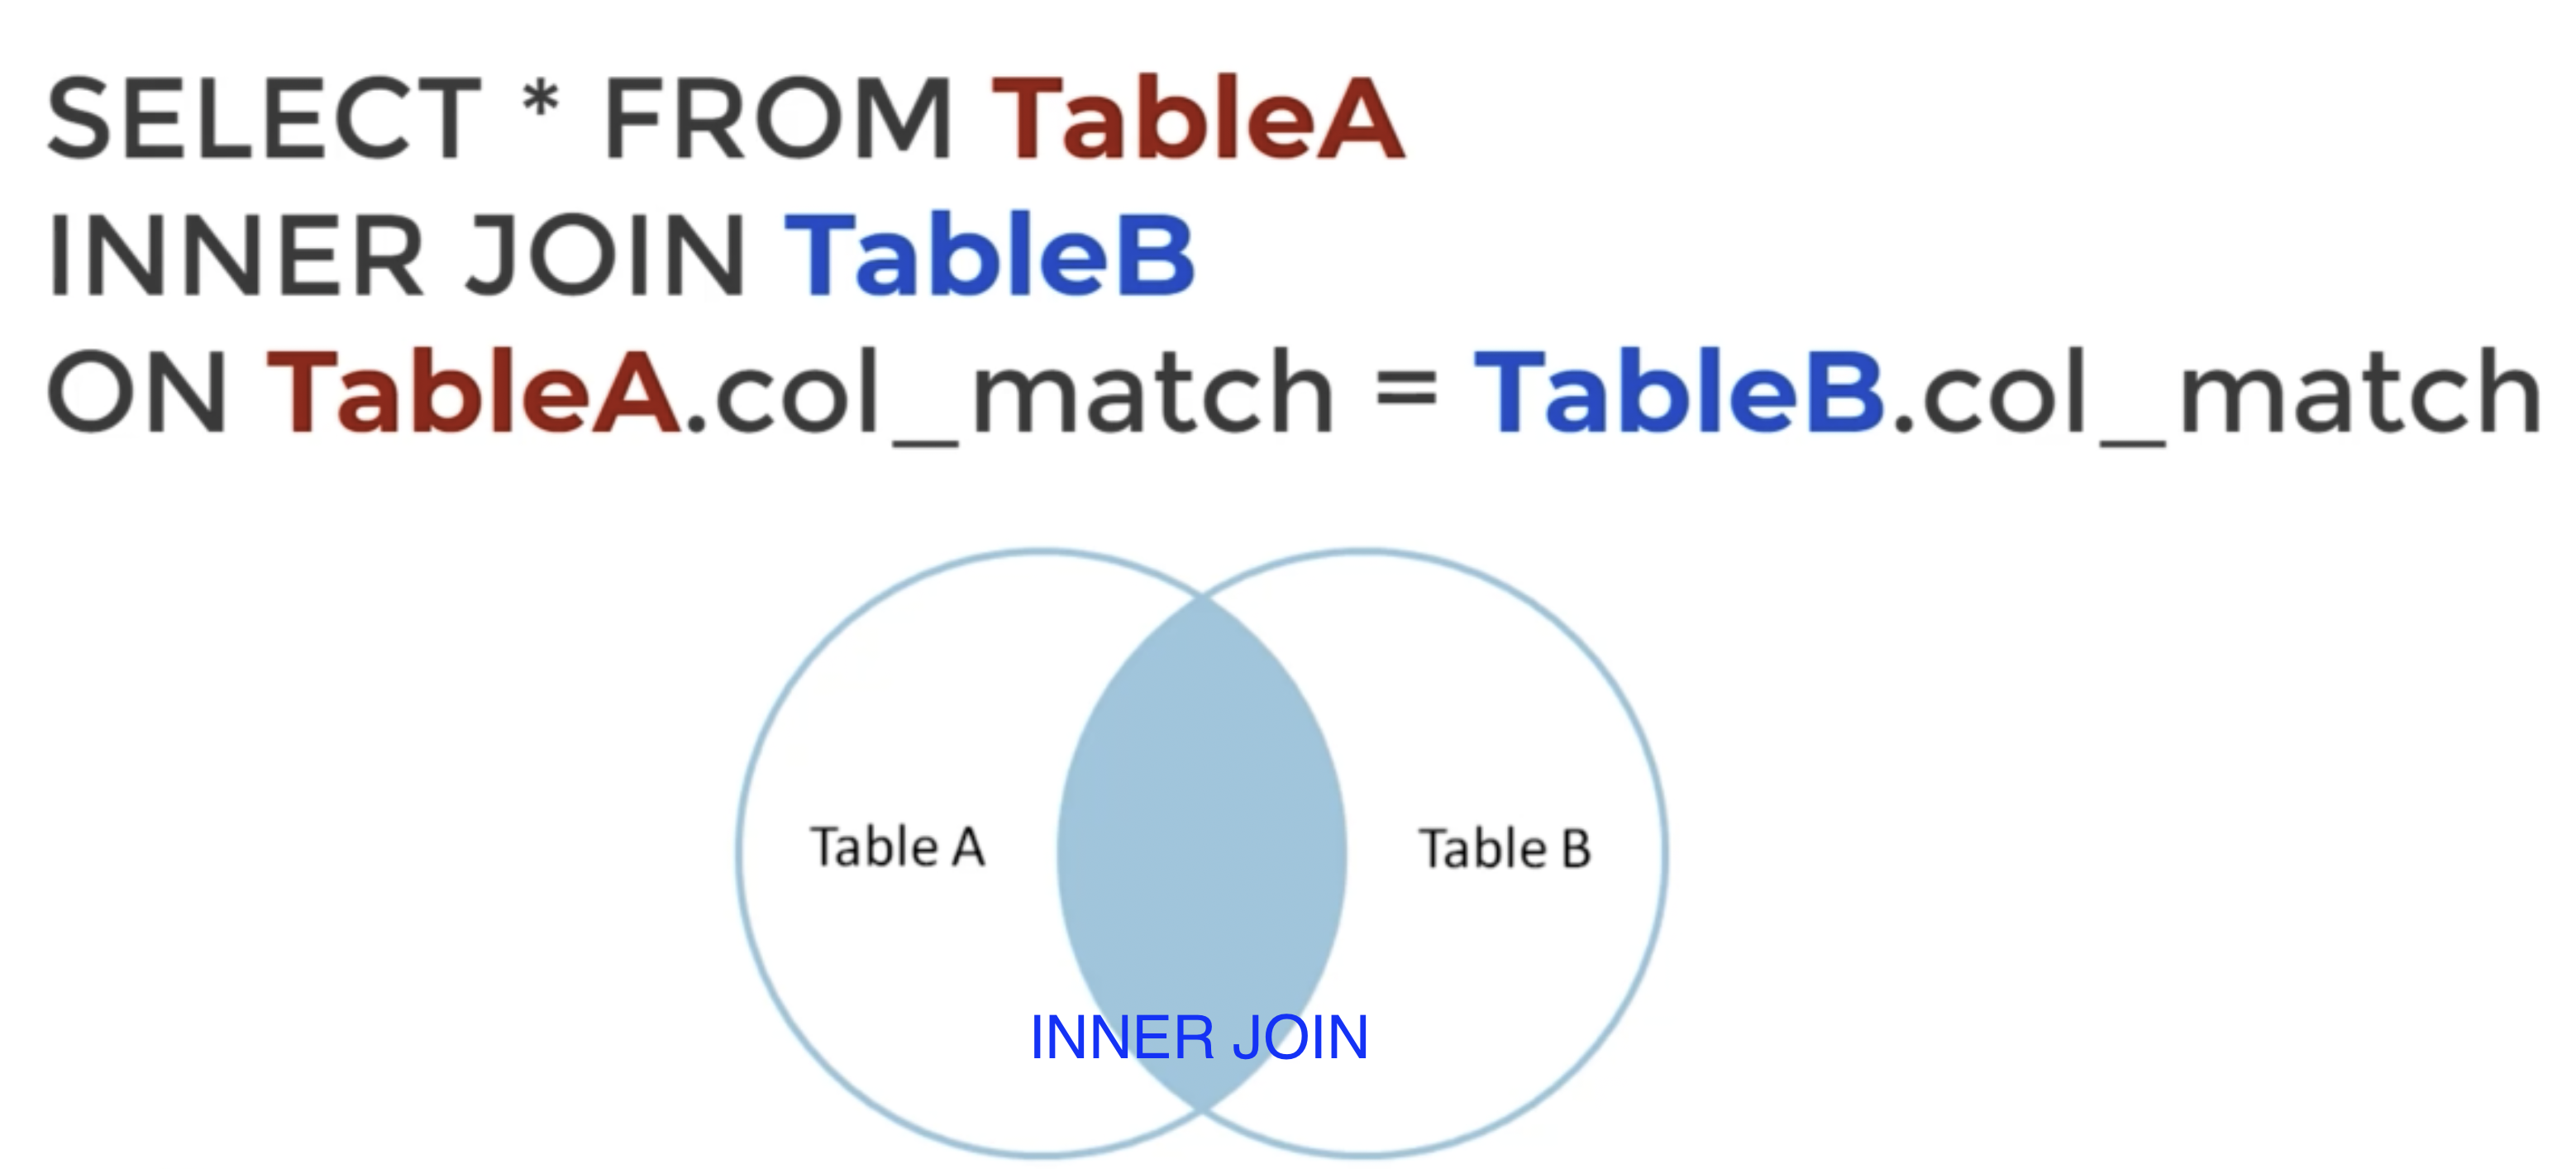 SELECT * FROM TableA
INNER JOIN TableB
ON TableA.col_match = TableB.col_match
Table A
Table B
INNER JOIN